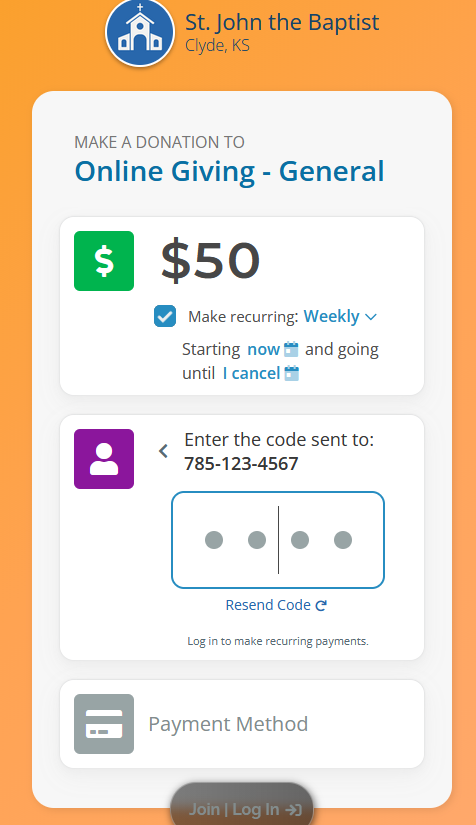 St. John the Baptist
Clyde, KS
MAKE A DONATION TO
Online Giving - General
$
$50
Make recurring: Weekly
Starting now and going
until I cancel
Enter the code sent to:
785-123-4567
Resend Code
Log in to make recurring payments.
Payment Method
Join | Log In